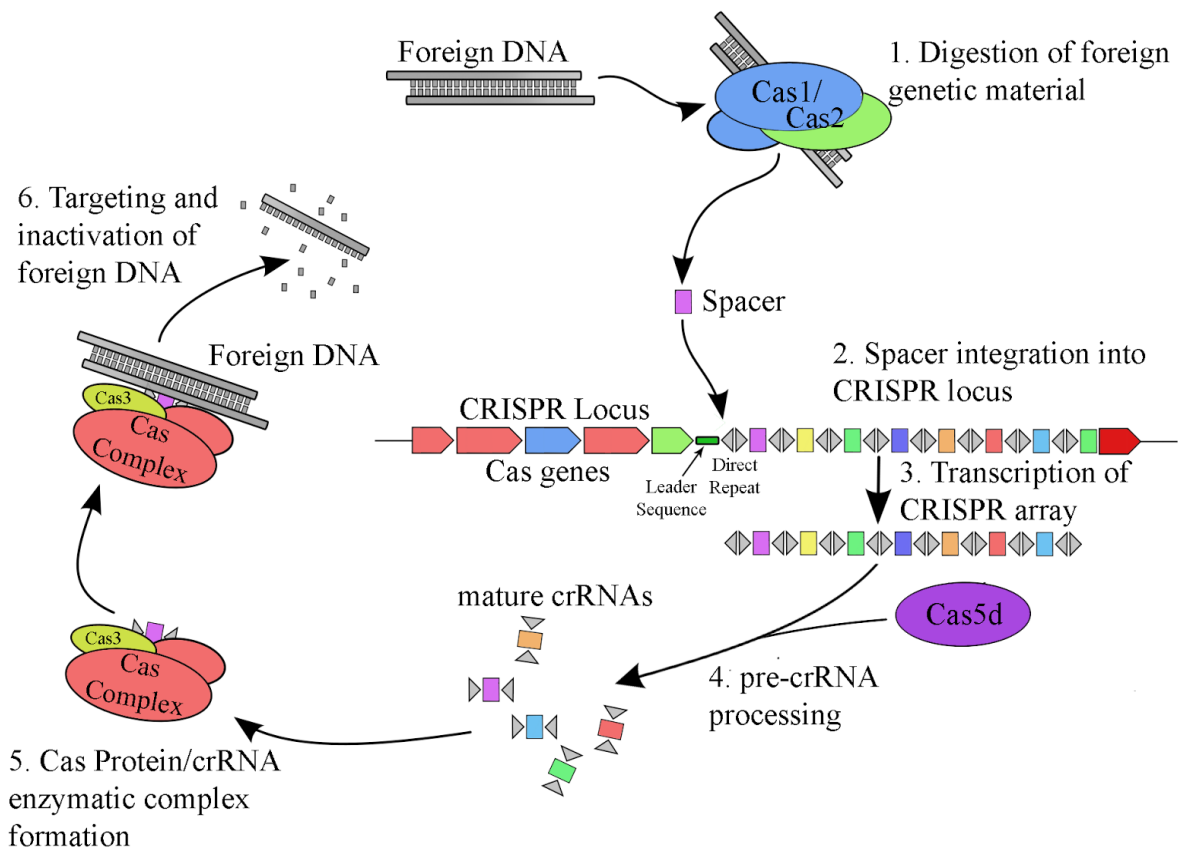 Foreign DNA
1. Digestion of foreign
genetic material
Cas1/
Cas2
Spacer
2. Spacer integration into
CRISPR locus
CRISPR Locus
Cas genes
Leader
Sequence
Direct
Repeat
3. Transcription of
CRISPR array
Cas5d
4. pre-crRNA
processing
mature crRNAs
5. Cas Protein/crRNA
enzymatic complex
formation
Cas3
Cas
Complex
Foreign DNA
Cas3
Cas
Complex
6. Targeting and
inactivation of
foreign DNA